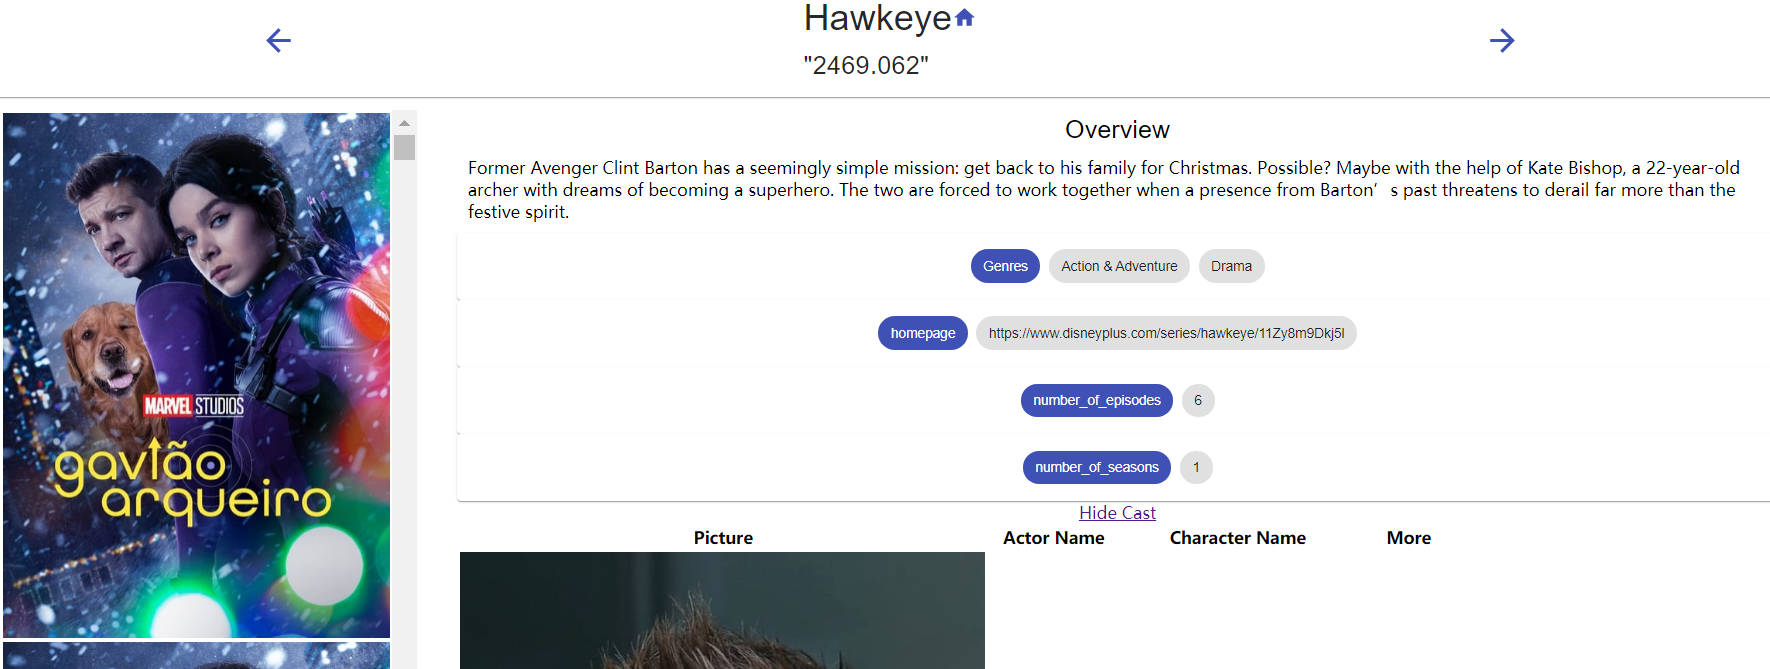 Hawkeye
"2469.062"
MARVEL STUDIOS
gavião
arqueiro
Overview
Former Avenger Clint Barton has a seemingly simple mission: get back to his family for Christmas. Possible? Maybe with the help of Kate Bishop, a 22-year-old
archer with dreams of becoming a superhero. The two are forced to work together when a presence from Barton’s past threatens to derail far more than the
festive spirit.
Genres Action & Adventure Drama
homepage https://www.disneyplus.com/series/hawkeye/11Zy8m9Dkj5l
number_of_episodes 6
number_of_seasons 1
Hide Cast
Picture Actor Name Character Name More